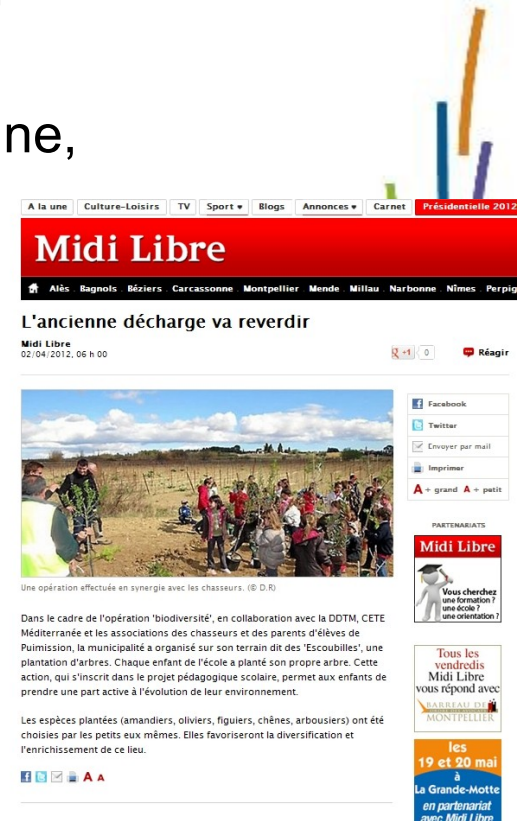 ne,
A la une Culture-Loisirs TV Sport Blogs Annonces Carnet Présidentielle 2012
Midi Libre
Alès Bagnols Béziers Carcassonne Montpellier Mende Millau Narbonne Nîmes Perpig
L'ancienne décharge va reverdir
Midi Libre
02/04/2012, 06 h 00
+1 0 Réagir
Facebook
Twitter
Envoyer par mail
Imprimer
A + grand A + petit
Une opération effectuée en synergie avec les chasseurs. (© D.R)
Dans le cadre de l'opération 'biodiversité', en collaboration avec la DDTM, CETE
Méditerranée et les associations des chasseurs et des parents d'élèves de
Puimission, la municipalité a organisé sur son terrain dit des 'Escoubilles', une
plantation d'arbres. Chaque enfant de l'école a planté son propre arbre. Cette
action, qui s'inscrit dans le projet pédagogique scolaire, permet aux enfants de
prendre une part active à l'évolution de leur environnement.
Les espèces plantées (amandiers, oliviers, figuiers, chênes, arbousiers) ont été
choisies par les petits eux mêmes. Elles favoriseront la diversification et
l'enrichissement de ce lieu.
A A
PARTENARIATS
Midi Libre
Vous cherchez
une formation ?
une école ?
une orientation ?
Tous les
vendredis
Midi Libre
vous répond avec
BARREAU DE
MONTPELLIER
les
19 et 20 mai
à
La Grande-Motte
en partenariat
avec Midi Libre